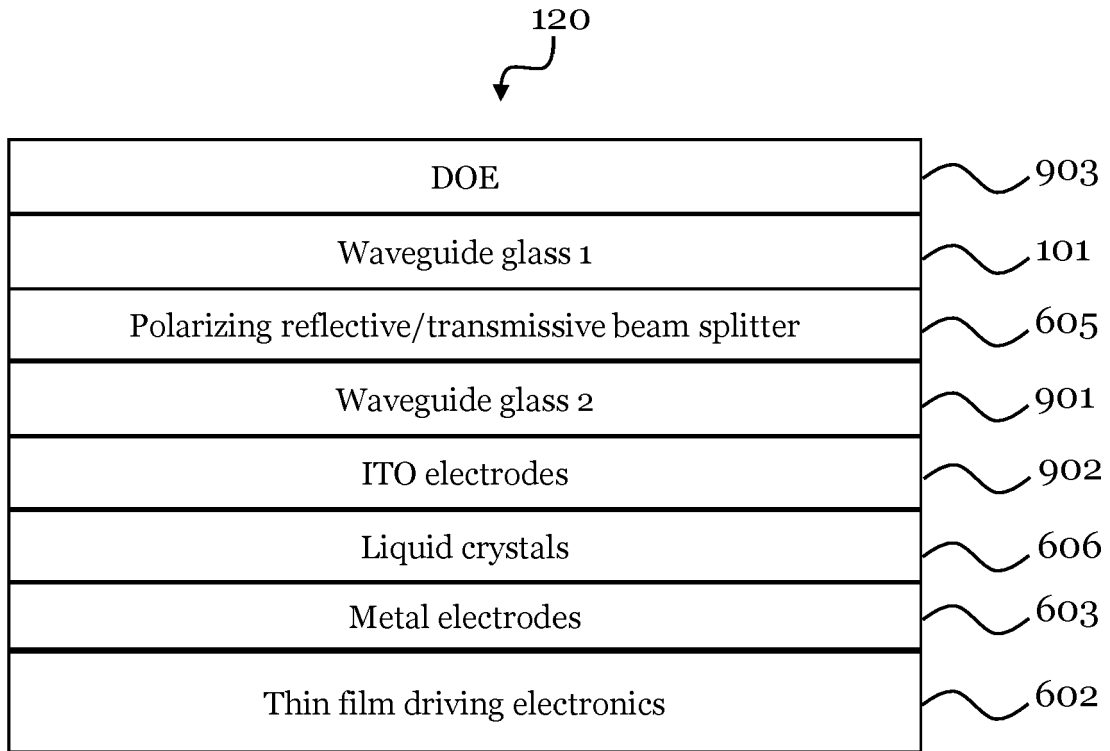 120
DOE 903
Waveguide glass 1 101
Polarizing reflective/transmissive beam splitter 605
Waveguide glass 2 901
ITO electrodes 902
Liquid crystals 606
Metal electrodes 603
Thin film driving electronics 602